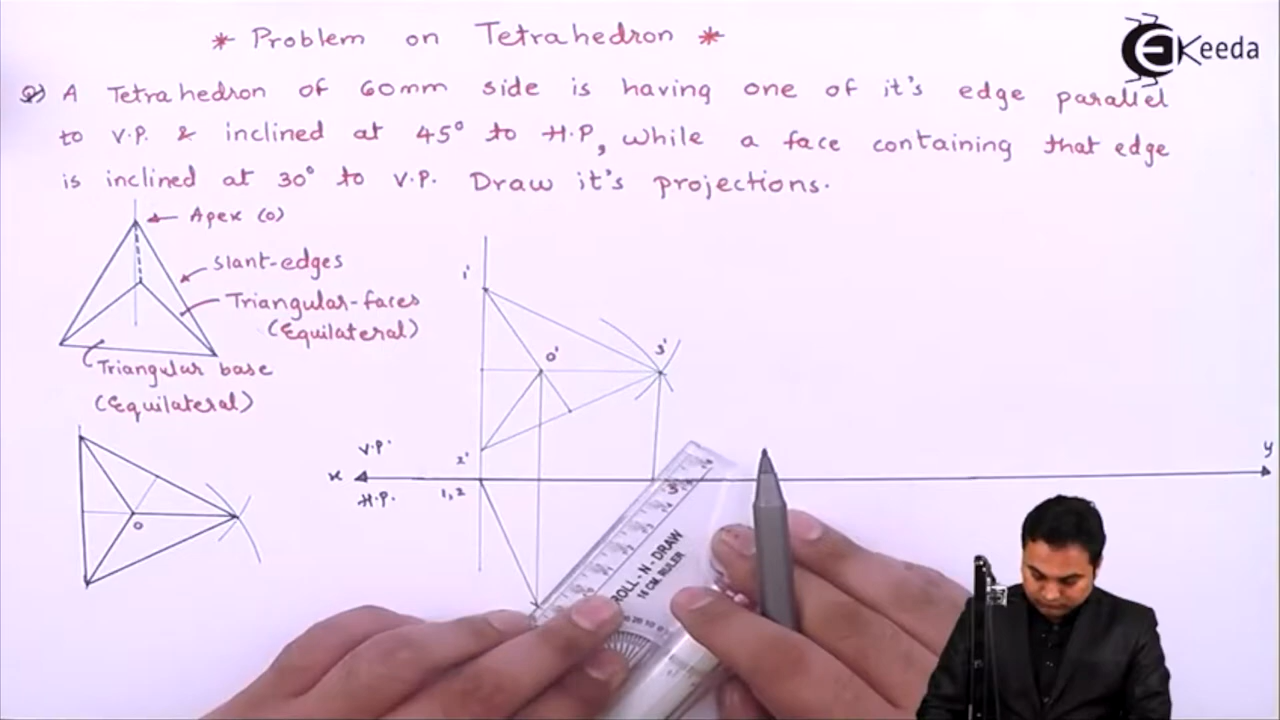 * Problem on Tetrahedron *
EKeeda
Q) A Tetrahedron of 60mm side is having one of it's edge parallel
to V.P. & inclined at 45° to H.P, while a face containing that edge
is inclined at 30° to V.P. Draw it's projections.
Apex (O)
slant-edges
Triangular-faces
(Equilateral)
Triangular base
(Equilateral)
1'
O'
3'
2'
V.P.
X
y
H.P.
1,2
O
ROLL-N-DRAW
15 CM. RULER